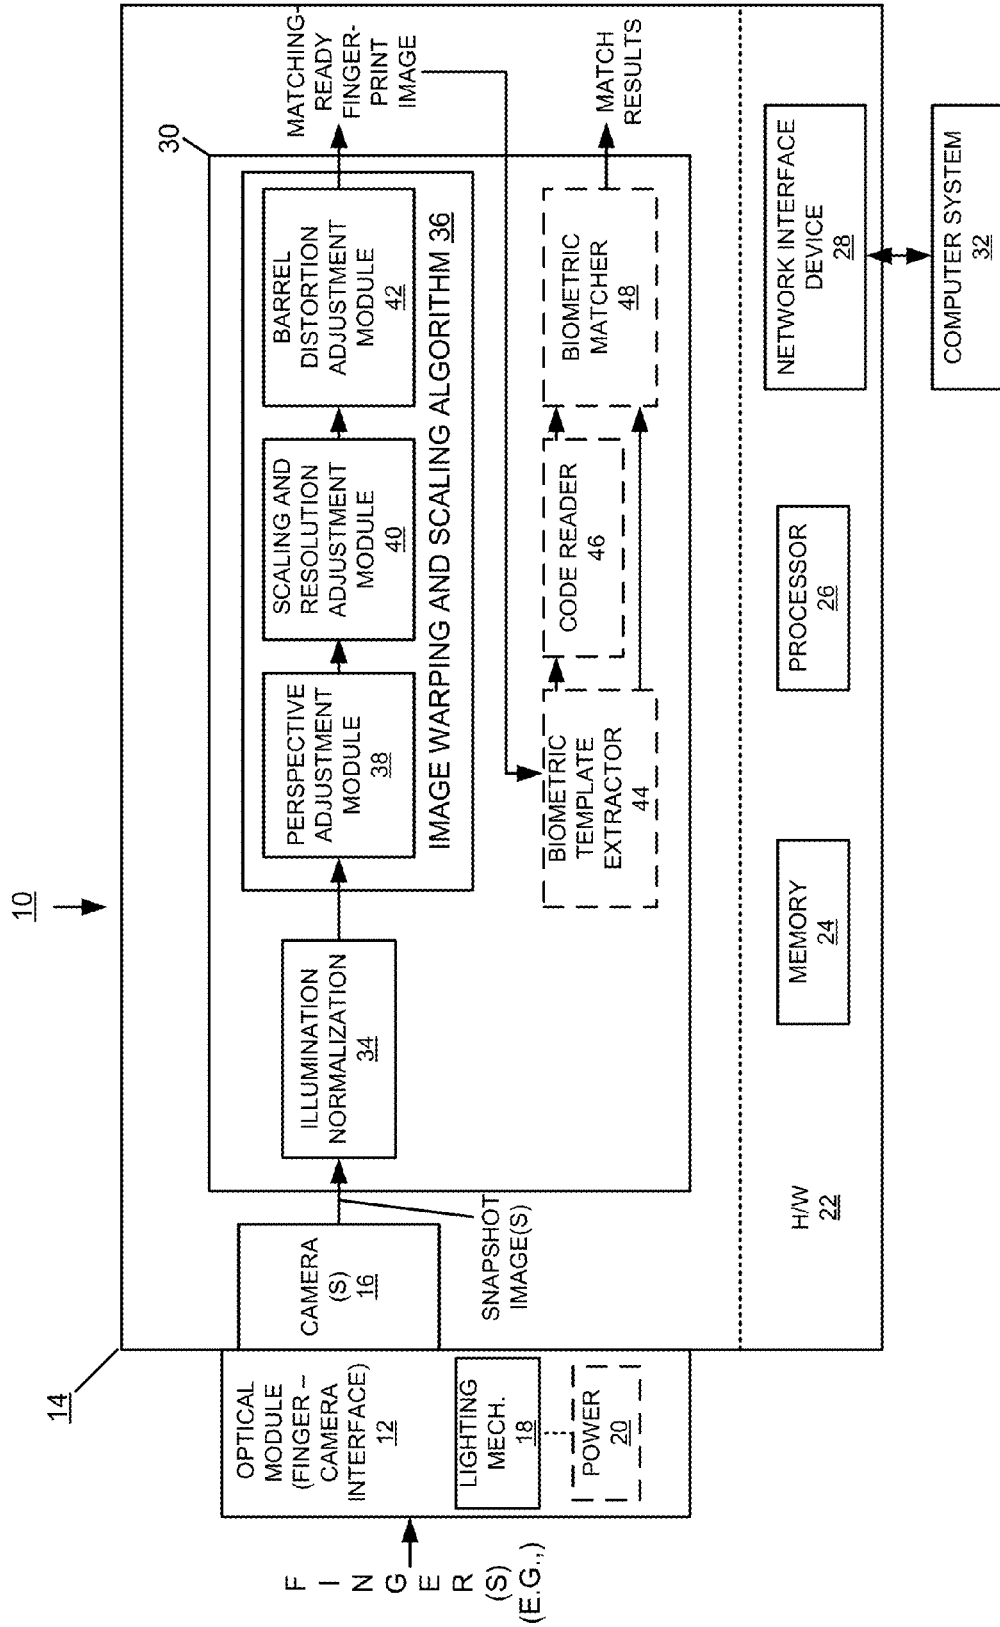 10
14
FINGER(S)
(E.G.,)
OPTICAL
MODULE
(FINGER –
CAMERA
INTERFACE)
12
LIGHTING
MECH.
18
POWER
20
CAMERA
(S)
16
SNAPSHOT
IMAGE(S)
30
ILLUMINATION
NORMALIZATION
34
PERSPECTIVE
ADJUSTMENT
MODULE
38
SCALING AND
RESOLUTION
ADJUSTMENT
MODULE
40
BARREL
DISTORTION
ADJUSTMENT
MODULE
42
IMAGE WARPING AND SCALING ALGORITHM 36
MATCHING-
READY
FINGER-
PRINT
IMAGE
BIOMETRIC
TEMPLATE
EXTRACTOR
44
CODE READER
46
BIOMETRIC
MATCHER
48
MATCH
RESULTS
H/W
22
MEMORY
24
PROCESSOR
26
NETWORK INTERFACE
DEVICE
28
COMPUTER SYSTEM
32